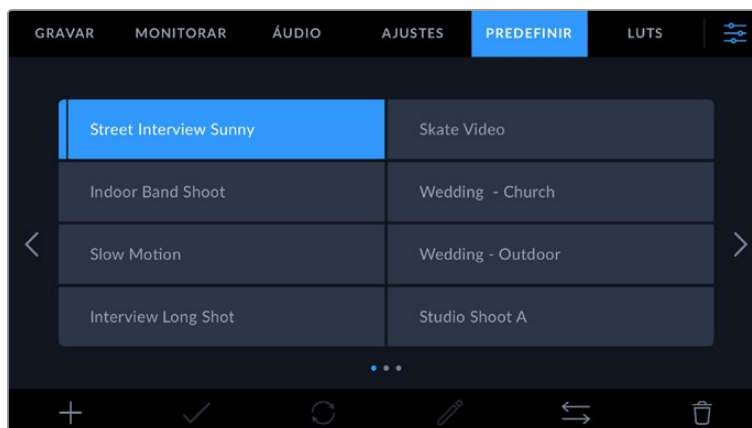 GRAVAR MONITORAR ÁUDIO AJUSTES PREDEFINIR LUTS
Street Interview Sunny Skate Video
Indoor Band Shoot Wedding - Church
Slow Motion Wedding - Outdoor
Interview Long Shot Studio Shoot A